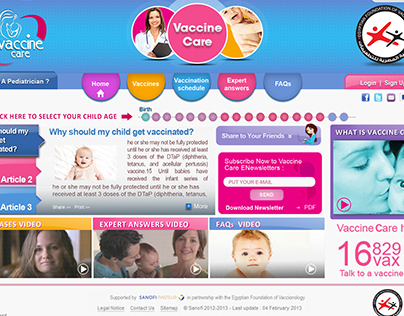 vaccine
care
Vaccine
Care
A Pediatrician ?
Home
Vaccines
Vaccination
schedule
Expert
answers
FAQs
Login | Sign Up
CK HERE TO SELECT YOUR CHILD AGE
Birth
hould my
et
ated?
Article 2
Article 3
Why should my child get vaccinated?
he or she may not be fully protected
until he or she has received at least
3 doses of the DTaP (diphtheria,
tetanus, and acellular pertussis)
vaccine.15 Until babies have
received the infant series of
he or she may not be fully protected until he or she has
received at least 3 doses of the DTaP (diphtheria, tetanus,
Share >> Print >>
More
Share to Your Friends »
Subscribe Now to Vaccine
Care ENewsletters :
PUT YOUR E-MAIL
SEND
Download Newsletter → PDF
WHAT IS VACCINE CAR
ASES VIDEO
EXPERT ANSWERS VIDEO
FAQs VIDEO
Vaccine Care h
16 829
vax
Talk to a vaccine
Supported by SANOFI PASTEUR in partnership with the Egyptian Foundation of Vaccionology.
Legal Notice Contact Us Sitemap @ Sanofi 2012-2013 - Last update : 04 February 2013